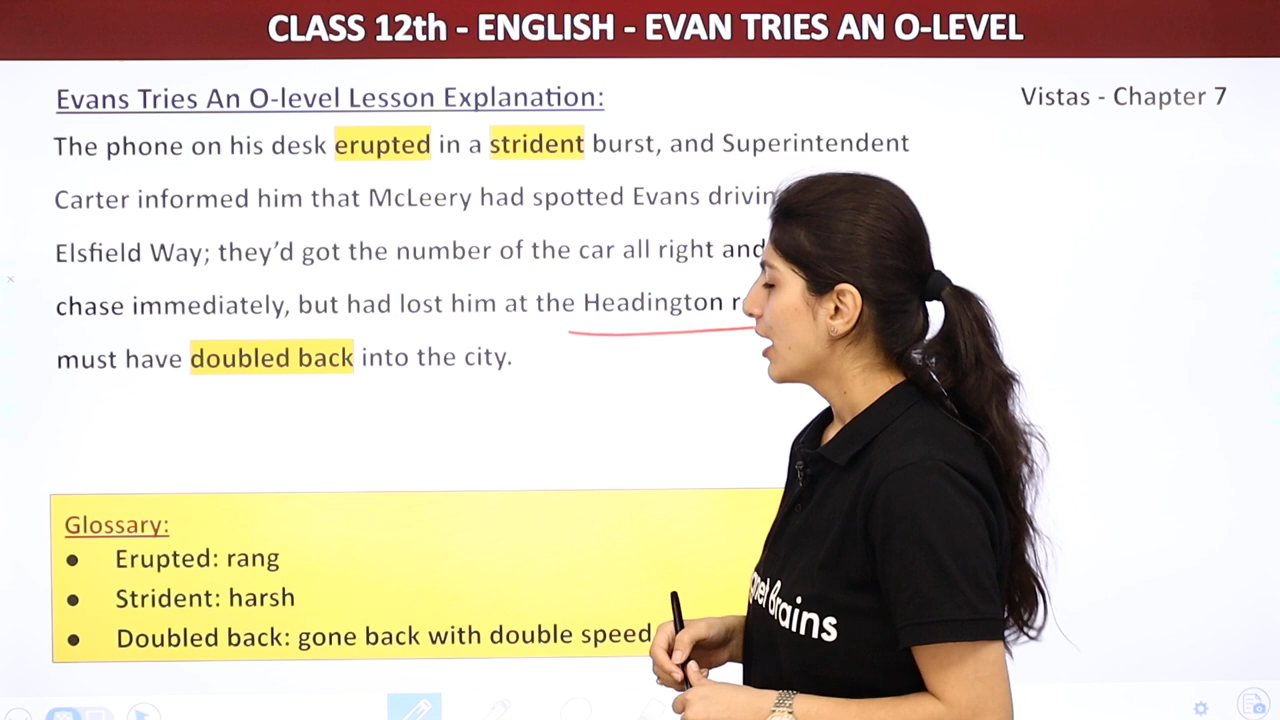 CLASS 12th - ENGLISH - EVAN TRIES AN O-LEVEL
Evans Tries An O-level Lesson Explanation:
Vistas - Chapter 7
The phone on his desk erupted in a strident burst, and Superintendent
Carter informed him that McLeery had spotted Evans
Elsfield Way; they'd got the number of the car all right and
chase immediately, but had lost him at the Headington
must have doubled back into the city.
Glossary:
● Erupted: rang
● Strident: harsh
● Doubled back: gone back with double speed
Brains